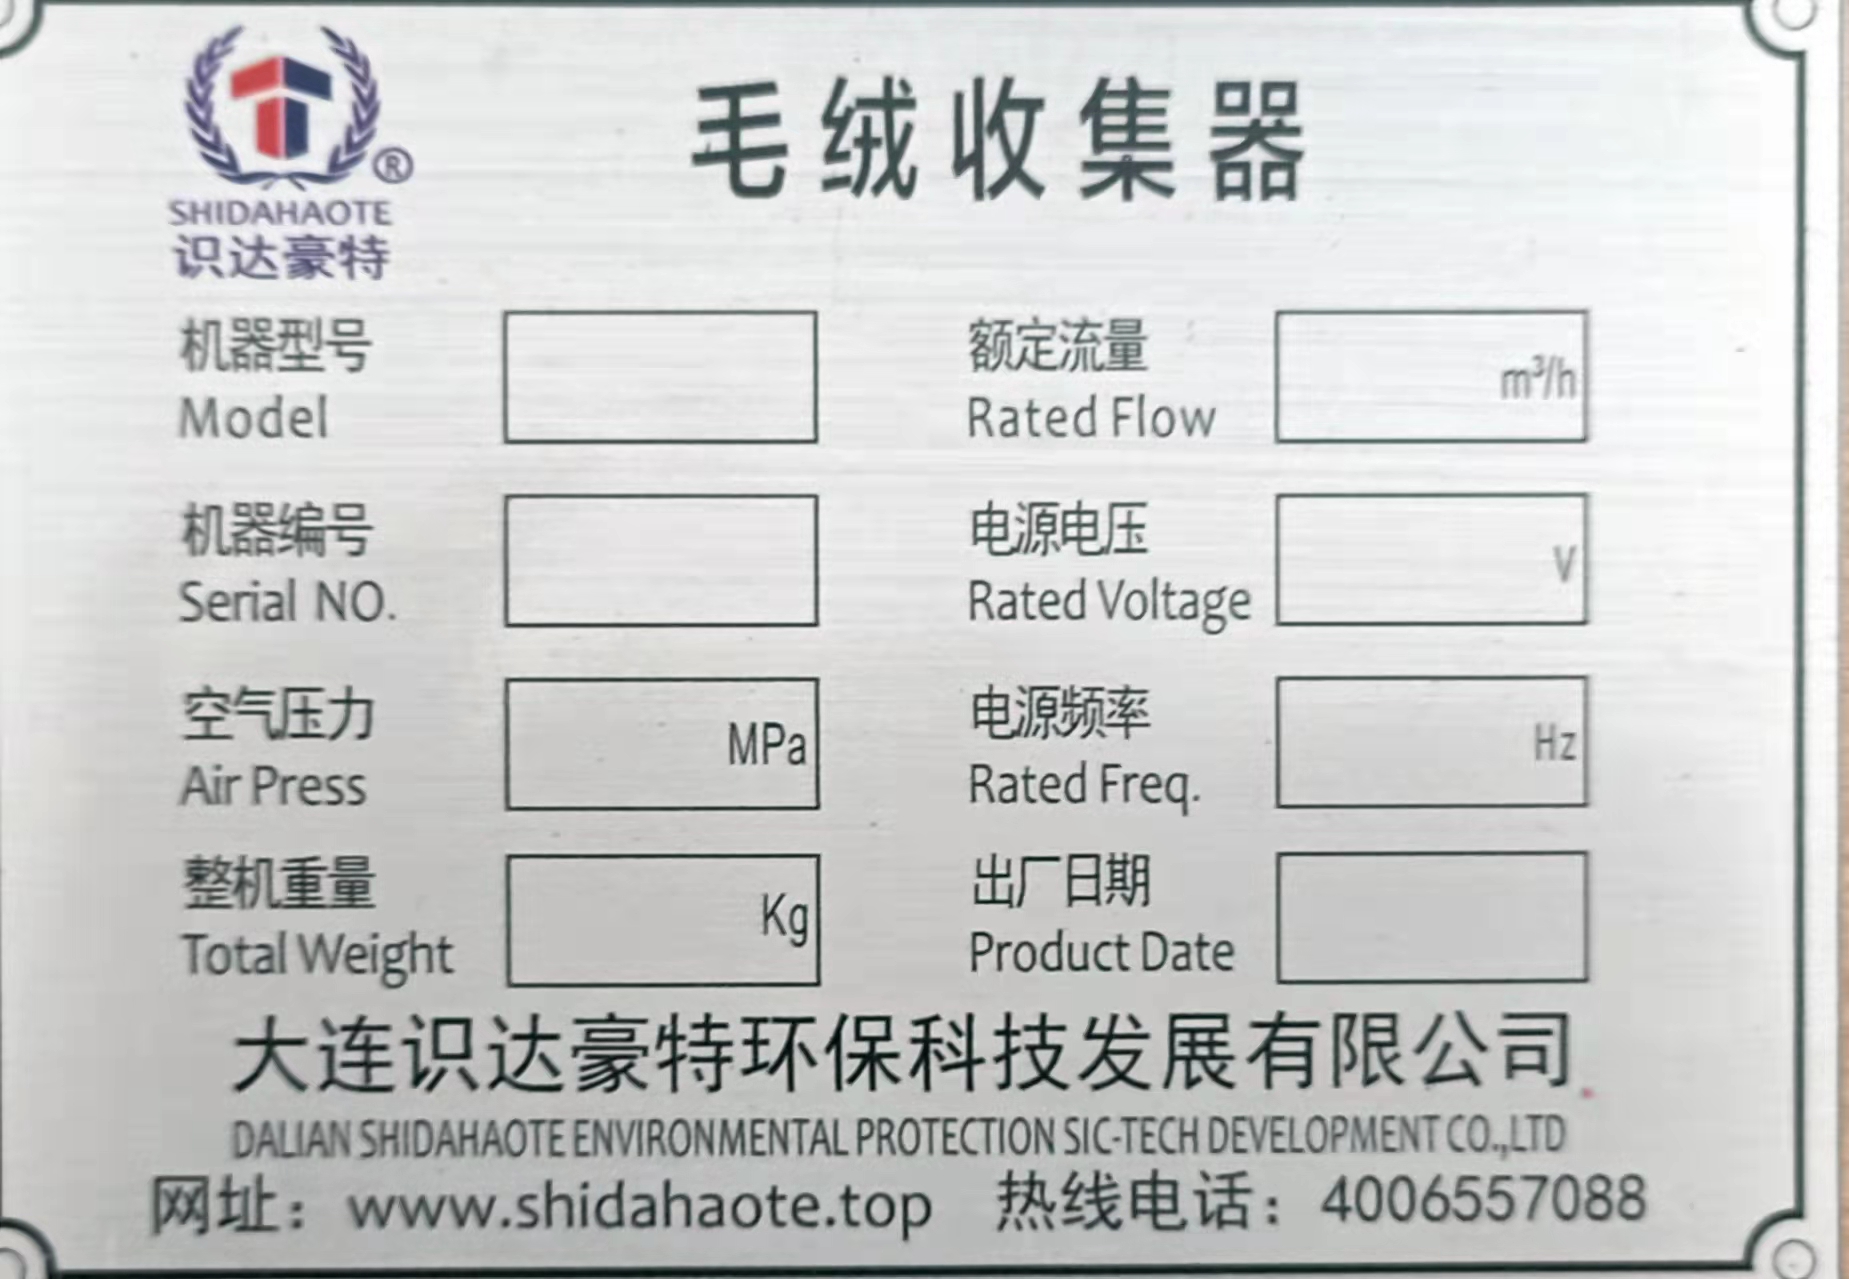 毛绒收集器
®
SHIDAHAOTE
识达豪特
机器型号
Model
额定流量
Rated Flow
m³/h
机器编号
Serial NO.
电源电压
Rated Voltage
V
空气压力
Air Press
MPa
电源频率
Rated Freq.
Hz
整机重量
Total Weight
Kg
出厂日期
Product Date
大连识达豪特环保科技发展有限公司
DALIAN SHIDAHAOTE ENVIRONMENTAL PROTECTION SIC-TECH DEVELOPMENT CO.,LTD
网址：www.shidahaote.top 热线电话：4006557088